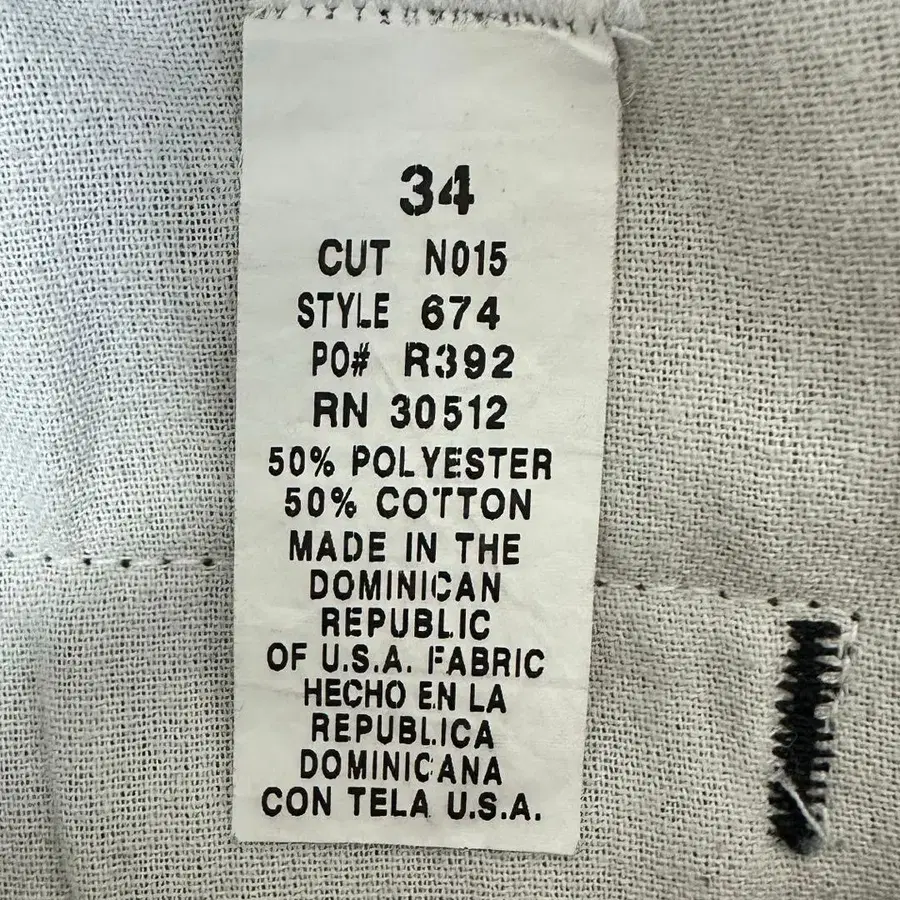 34
CUT N015
STYLE 674
PO# R392
RN 30512
50% POLYESTER
50% COTTON
MADE IN THE
DOMINICAN
REPUBLIC
OF U.S.A. FABRIC
HECHO EN LA
REPUBLICA
DOMINICANA
CON TELA U.S.A.